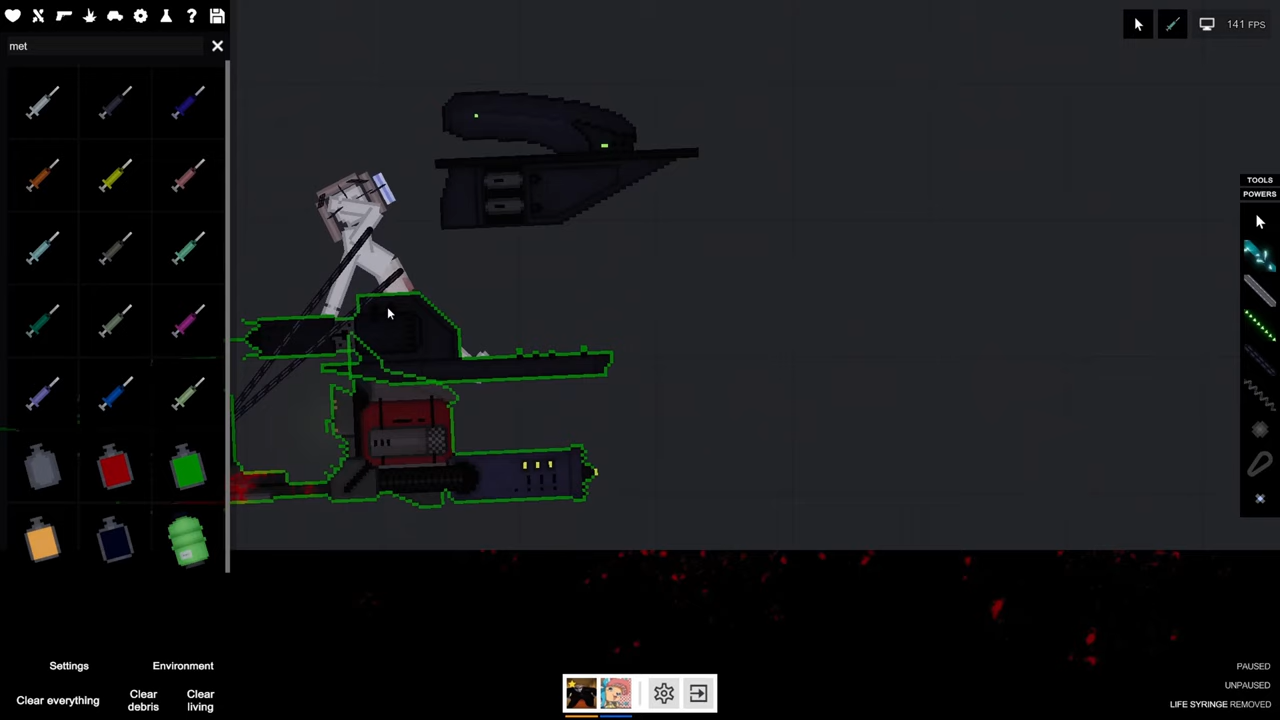 met
141 FPS
TOOLS
POWERS
Settings
Environment
Clear everything
Clear
debris
Clear
living
PAUSED
UNPAUSED
LIFE SYRINGE REMOVED